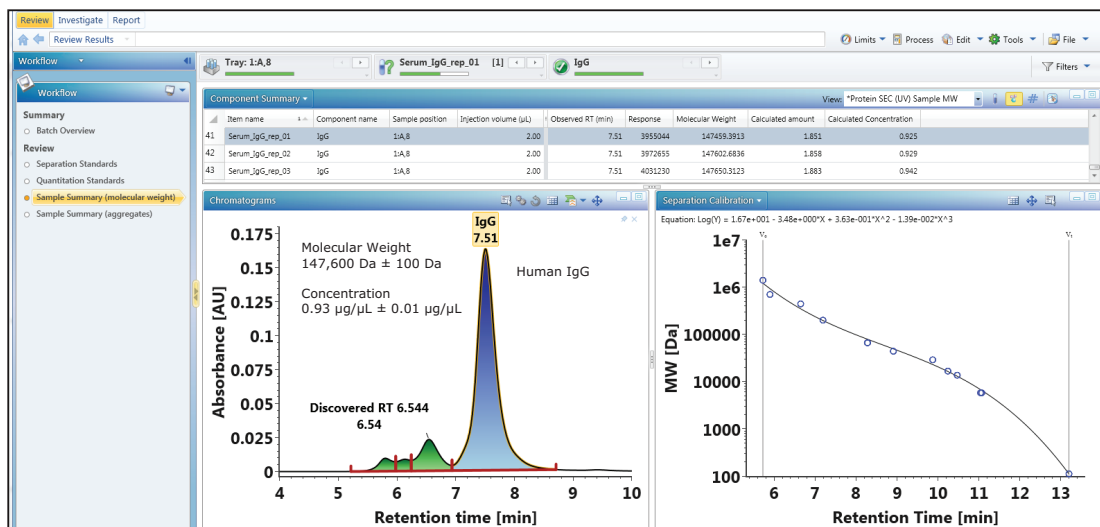 Review Investigate Report
Review Results
Limits Process Edit Tools File
Workflow
Tray: 1:A,8
Serum_IgG_rep_01 [1]
IgG
Filters
Workflow
Summary
Batch Overview
Review
Separation Standards
Quantitation Standards
Sample Summary (molecular weight)
Sample Summary (aggregates)
Component Summary
View: *Protein SEC (UV) Sample MW
Item name Component name Sample position Injection volume (µL) Observed RT (min) Response Molecular Weight Calculated amount Calculated Concentration
41 Serum_IgG_rep_01 IgG 1:A,8 2.00 7.51 3955044 147459.3913 1.851 0.925
42 Serum_IgG_rep_02 IgG 1:A,8 2.00 7.51 3972655 147602.6836 1.858 0.929
43 Serum_IgG_rep_03 IgG 1:A,8 2.00 7.51 4031230 147650.3123 1.883 0.942
Chromatograms
IgG
7.51
Molecular Weight
147,600 Da ± 100 Da
Human IgG
Concentration
0.93 µg/µL ± 0.01 µg/µL
Discovered RT 6.544
6.54
Absorbance [AU]
0.175
0.15
0.125
0.1
0.075
0.05
0.025
0
4 5 6 7 8 9 10
Retention time [min]
Separation Calibration
Equation: Log(Y) = 1.67e+001 - 3.48e+000*X + 3.63e-001*X^2 - 1.39e-002*X^3
MW [Da]
1e7
1e6
100000
10000
1000
100
6 7 8 9 10 11 12 13
Retention Time [min]